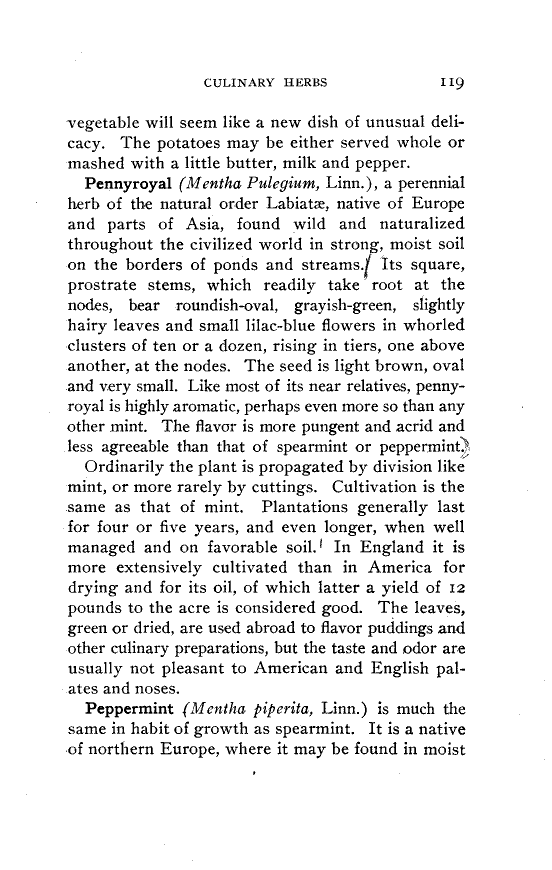 CULINARY HERBS 119
vegetable will seem like a new dish of unusual deli-
cacy. The potatoes may be either served whole or
mashed with a little butter, milk and pepper.
Pennyroyal (Mentha Pulegium, Linn.), a perennial
herb of the natural order Labiatæ, native of Europe
and parts of Asia, found wild and naturalized
throughout the civilized world in strong, moist soil
on the borders of ponds and streams. Its square,
prostrate stems, which readily take root at the
nodes, bear roundish-oval, grayish-green, slightly
hairy leaves and small lilac-blue flowers in whorled
clusters of ten or a dozen, rising in tiers, one above
another, at the nodes. The seed is light brown, oval
and very small. Like most of its near relatives, penny-
royal is highly aromatic, perhaps even more so than any
other mint. The flavor is more pungent and acrid and
less agreeable than that of spearmint or peppermint.
Ordinarily the plant is propagated by division like
mint, or more rarely by cuttings. Cultivation is the
same as that of mint. Plantations generally last
for four or five years, and even longer, when well
managed and on favorable soil. In England it is
more extensively cultivated than in America for
drying and for its oil, of which latter a yield of 12
pounds to the acre is considered good. The leaves,
green or dried, are used abroad to flavor puddings and
other culinary preparations, but the taste and odor are
usually not pleasant to American and English pal-
ates and noses.
Peppermint (Mentha piperita, Linn.) is much the
same in habit of growth as spearmint. It is a native
of northern Europe, where it may be found in moist